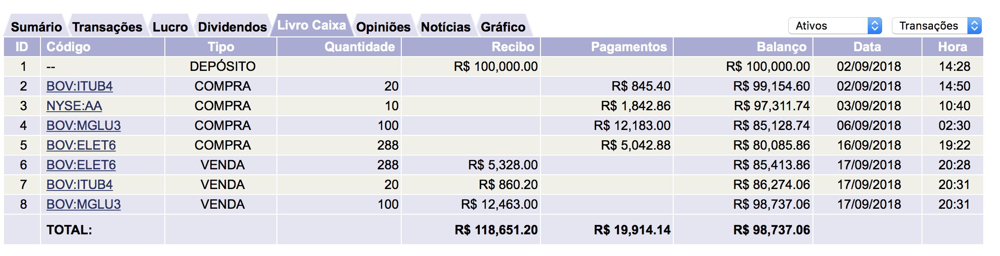 Sumário Transações Lucro Dividendos Livro Caixa Opiniões Notícias Gráfico Ativos Transações
ID Código Tipo Quantidade Recibo Pagamentos Balanço Data Hora
1 -- DEPÓSITO R$ 100,000.00 R$ 100,000.00 02/09/2018 14:28
2 BOV:ITUB4 COMPRA 20 R$ 845.40 R$ 99,154.60 02/09/2018 14:50
3 NYSE:AA COMPRA 10 R$ 1,842.86 R$ 97,311.74 03/09/2018 10:40
4 BOV:MGLU3 COMPRA 100 R$ 12,183.00 R$ 85,128.74 06/09/2018 02:30
5 BOV:ELET6 COMPRA 288 R$ 5,042.88 R$ 80,085.86 16/09/2018 19:22
6 BOV:ELET6 VENDA 288 R$ 5,328.00 R$ 85,413.86 17/09/2018 20:28
7 BOV:ITUB4 VENDA 20 R$ 860.20 R$ 86,274.06 17/09/2018 20:31
8 BOV:MGLU3 VENDA 100 R$ 12,463.00 R$ 98,737.06 17/09/2018 20:31
TOTAL: R$ 118,651.20 R$ 19,914.14 R$ 98,737.06